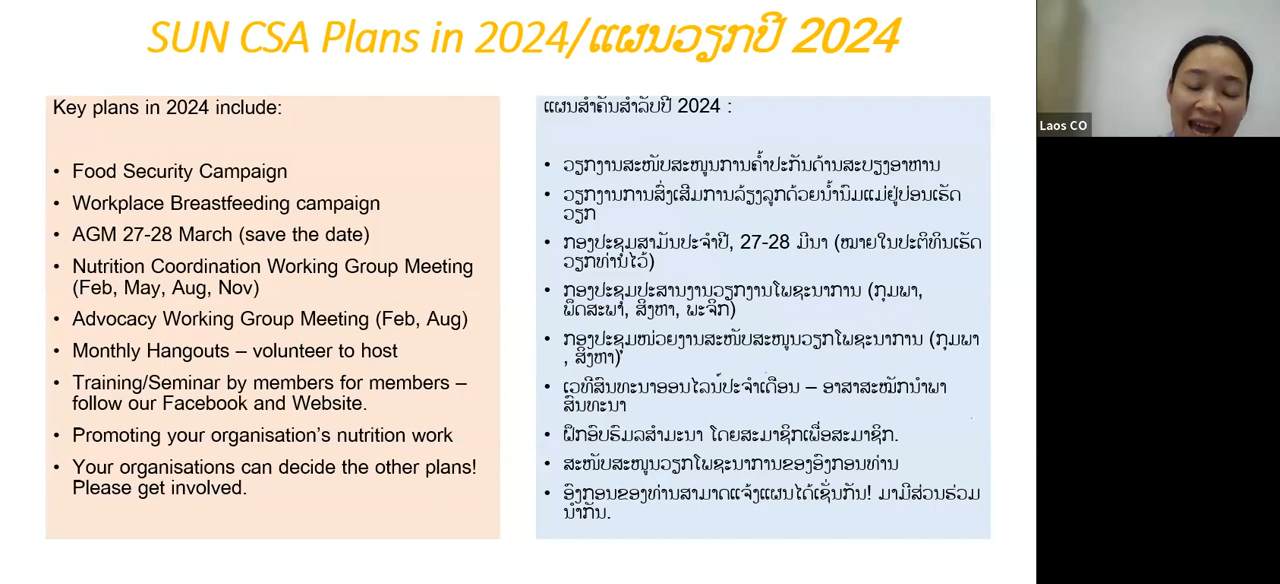 SUN CSA Plans in 2024/ແຜນວຽກປີ 2024
Key plans in 2024 include:
• Food Security Campaign
• Workplace Breastfeeding campaign
• AGM 27-28 March (save the date)
• Nutrition Coordination Working Group Meeting
(Feb, May, Aug, Nov)
• Advocacy Working Group Meeting (Feb, Aug)
• Monthly Hangouts – volunteer to host
• Training/Seminar by members for members –
follow our Facebook and Website.
• Promoting your organisation’s nutrition work
• Your organisations can decide the other plans!
Please get involved.
ແຜນສຳຄັນສຳລັບປີ 2024 :
• ວຽກງານສະໜັບສະໜູນການຄ້ຳປະກັນດ້ານສະບຽງອາຫານ
• ວຽກງານການສົ່ງເສີມການລ້ຽງລູກດ້ວຍນ້ຳນົມແມ່ຢູ່ບ່ອນເຮັດ
ວຽກ
• ກອງປະຊຸມສາມັນປະຈຳປີ, 27-28 ມີນາ (ໝາຍໃນປະຕິທິນເຮັດ
ວຽກທ່ານໄວ້)
• ກອງປະຊຸມປະສານງານວຽກງານໂພຊະນາການ (ກຸມພາ,
ພຶດສະພາ, ສິງຫາ, ພະຈິກ)
• ກອງປະຊຸມໜ່ວຍງານສະໜັບສະໜູນວຽກໂພຊະນາການ (ກຸມພາ
, ສິງຫາ)
• ເວທີສົນທະນາອອນໄລນ໌ປະຈຳເດືອນ – ອາສາສະໝັກນຳພາ
ສົນທະນາ
• ຝຶກອົບຮົມລສຳມະນາ ໂດຍສະມາຊິກເພື່ອສະມາຊິກ.
• ສະໜັບສະໜູນວຽກໂພຊະນາການຂອງອົງກອນທ່ານ
• ອົງກອນຂອງທ່ານສາມາດແຈ້ງແຜນໄດ້ເຊັ່ນກັນ! ມາມີສ່ວນຮ່ວມ
ນຳກັນ.
Laos CO